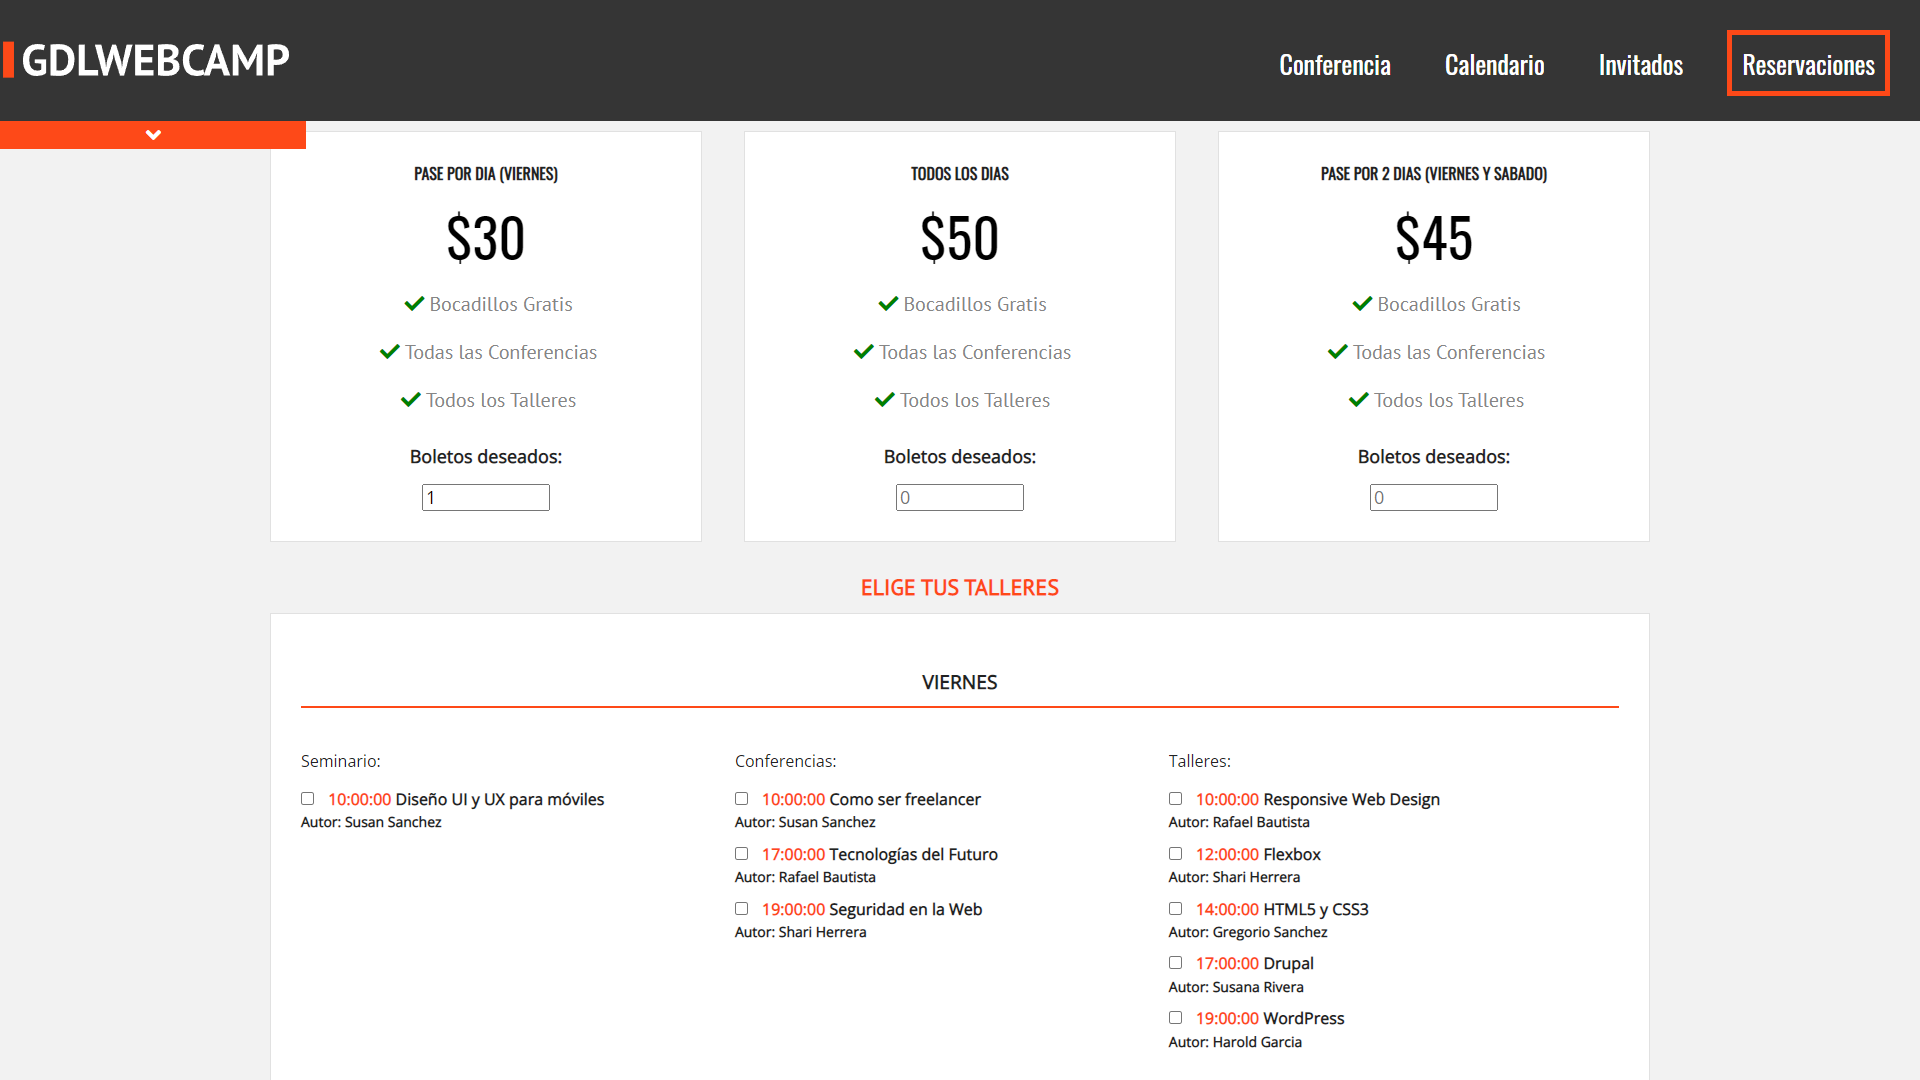 GDLWEBCAMP
Conferencia Calendario Invitados Reservaciones
PASE POR DIA (VIERNES)
$30
Bocadillos Gratis
Todas las Conferencias
Todos los Talleres
Boletos deseados:
1
TODOS LOS DIAS
$50
Bocadillos Gratis
Todas las Conferencias
Todos los Talleres
Boletos deseados:
0
PASE POR 2 DIAS (VIERNES Y SABADO)
$45
Bocadillos Gratis
Todas las Conferencias
Todos los Talleres
Boletos deseados:
0
ELIGE TUS TALLERES
VIERNES
Seminario:
10:00:00 Diseño UI y UX para móviles
Autor: Susan Sanchez
Conferencias:
10:00:00 Como ser freelancer
Autor: Susan Sanchez
17:00:00 Tecnologías del Futuro
Autor: Rafael Bautista
19:00:00 Seguridad en la Web
Autor: Shari Herrera
Talleres:
10:00:00 Responsive Web Design
Autor: Rafael Bautista
12:00:00 Flexbox
Autor: Shari Herrera
14:00:00 HTML5 y CSS3
Autor: Gregorio Sanchez
17:00:00 Drupal
Autor: Susana Rivera
19:00:00 WordPress
Autor: Harold Garcia